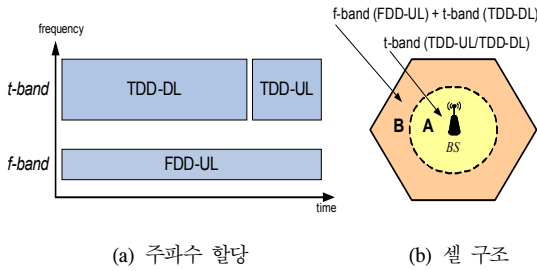 frequency
t-band
TDD-DL
TDD-UL
f-band
FDD-UL
time
(a) 주파수 할당
f-band (FDD-UL) + t-band (TDD-DL)
t-band (TDD-UL/TDD-DL)
B
A
BS
(b) 셀 구조